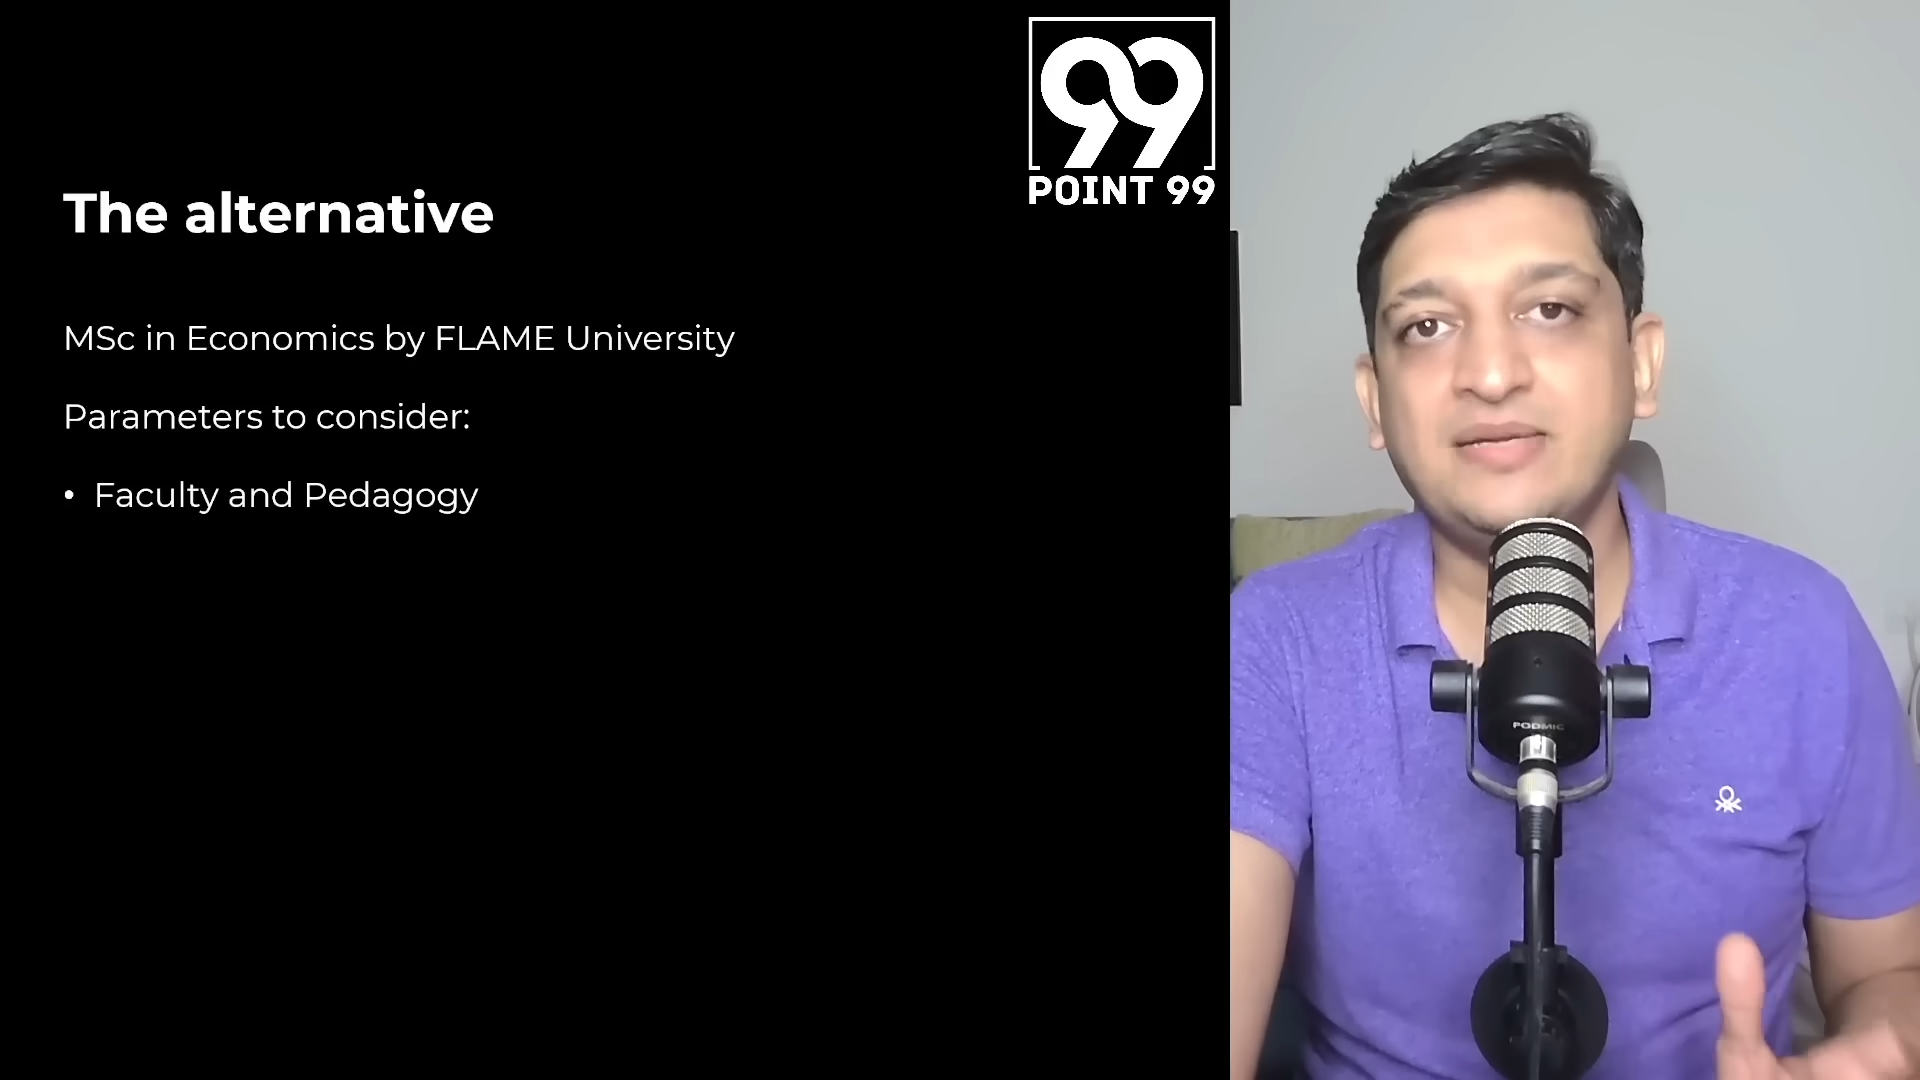 99
POINT 99
The alternative
MSc in Economics by FLAME University
Parameters to consider:
• Faculty and Pedagogy
PODMIC